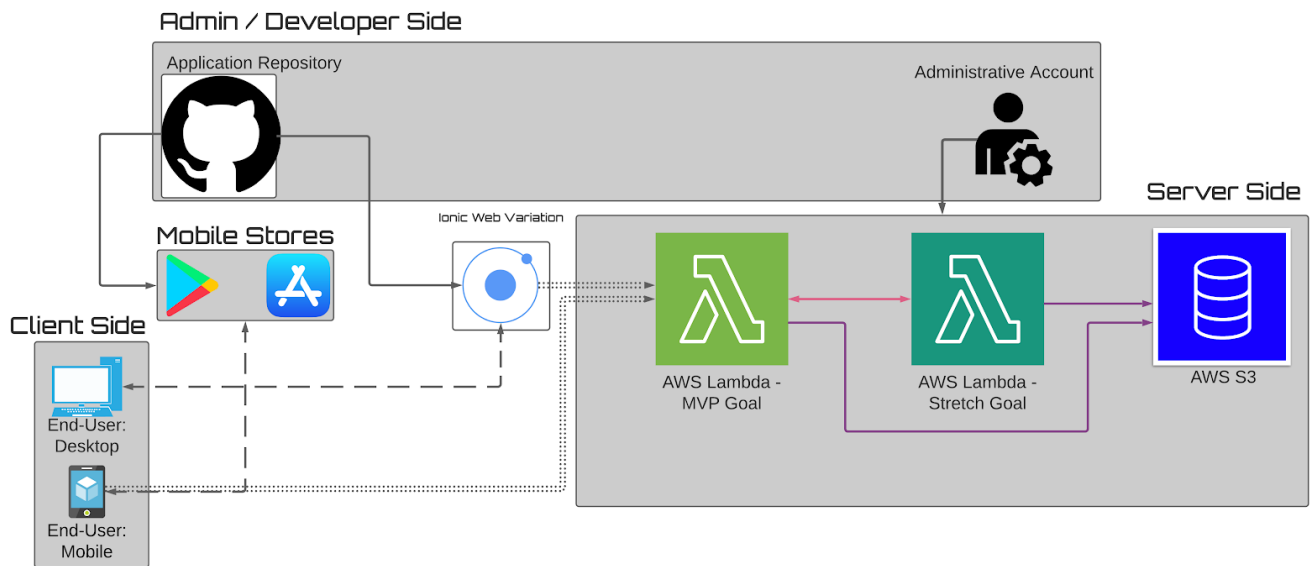 Admin / Developer Side
Application Repository
Administrative Account
Server Side
Ionic Web Variation
Mobile Stores
Client Side
End-User:
Desktop
End-User:
Mobile
AWS Lambda -
MVP Goal
AWS Lambda -
Stretch Goal
AWS S3